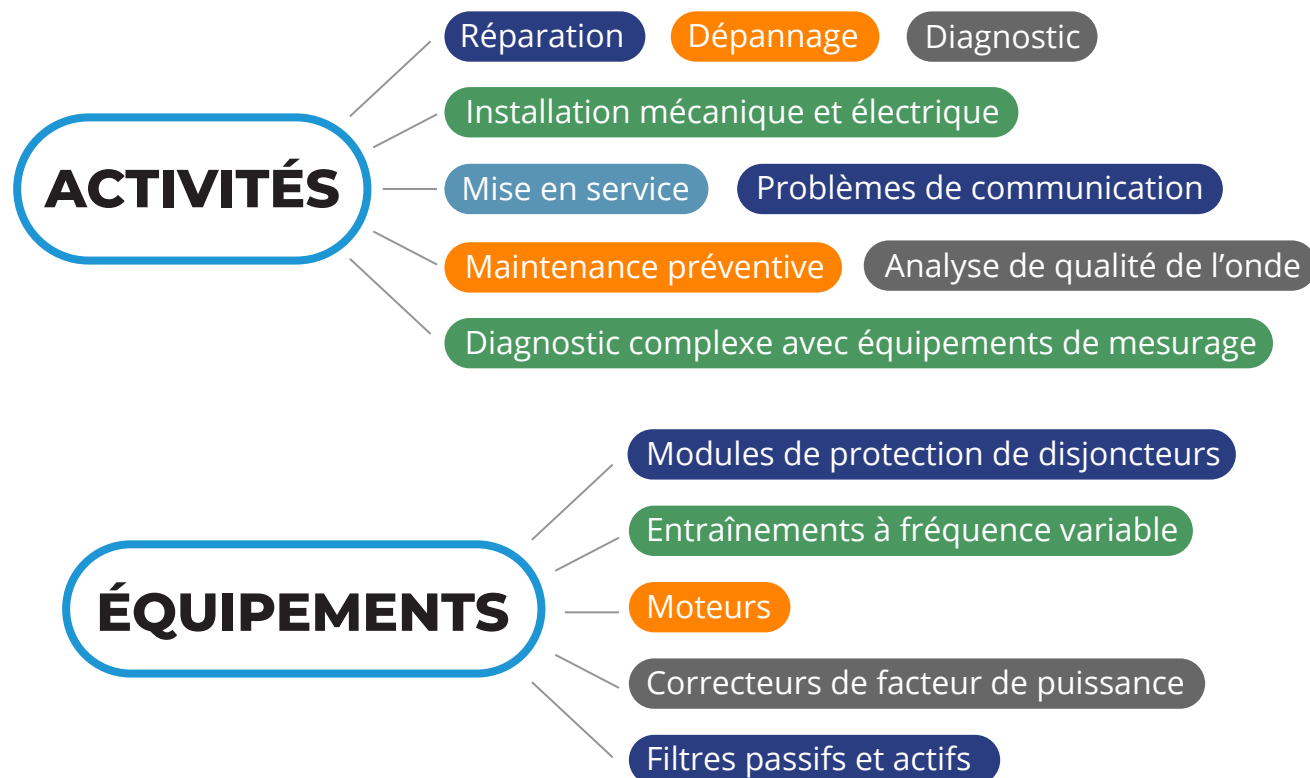 Réparation Dépannage Diagnostic
Installation mécanique et électrique
ACTIVITÉS
Mise en service Problèmes de communication
Maintenance préventive Analyse de qualité de l’onde
Diagnostic complexe avec équipements de mesurage
Modules de protection de disjoncteurs
Entraînements à fréquence variable
ÉQUIPEMENTS
Moteurs
Correcteurs de facteur de puissance
Filtres passifs et actifs